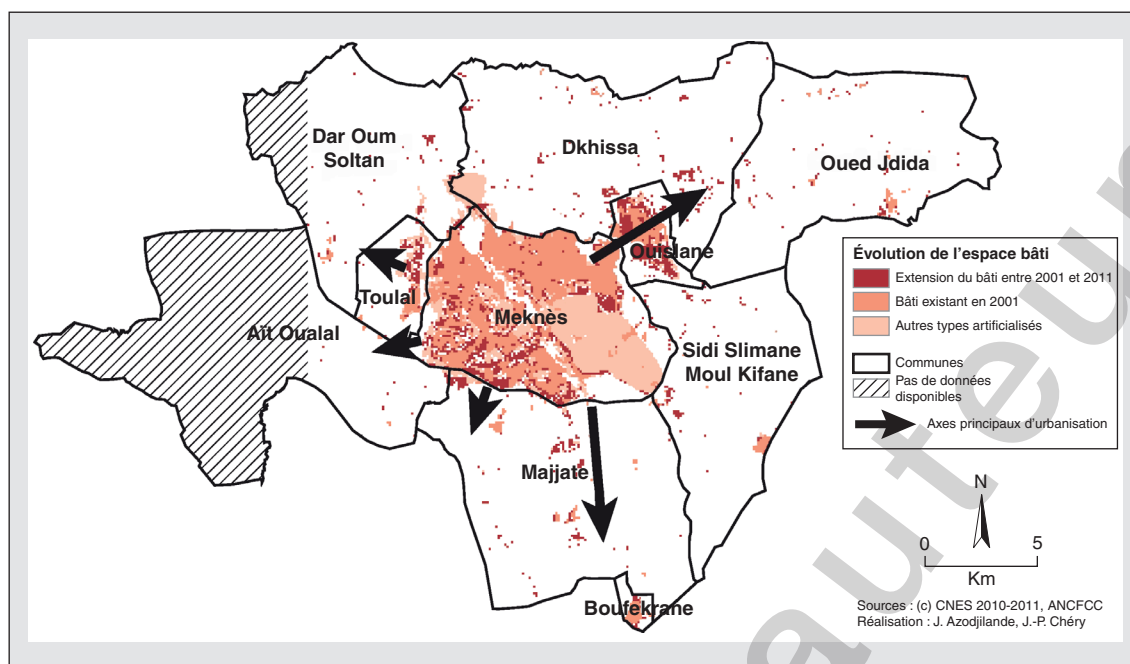 Dar Oum
Soltan
Dkhissa
Oued Jdida
Ouislane
Toulal
Meknès
Aït Oualal
Sidi Slimane
Moul Kifane
Majjate
Boufekrane
Évolution de l'espace bâti
Extension du bâti entre 2001 et 2011
Bâti existant en 2001
Autres types artificialisés
Communes
Pas de données
disponibles
Axes principaux d'urbanisation
N
0 5
Km
Sources : (c) CNES 2010-2011, ANCFCC
Réalisation : J. Azodjilande, J.-P. Chéry
auteur